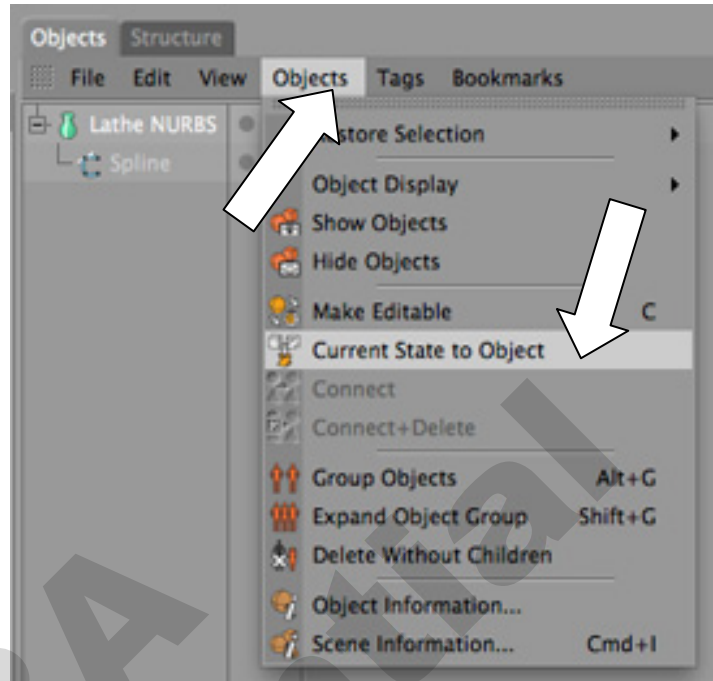 Objects Structure
File Edit View Objects Tags Bookmarks
Lathe NURBS
Spline
Selection
Object Display
Show Objects
Hide Objects
Make Editable C
Current State to Object
Connect
Connect+Delete
Group Objects Alt+G
Expand Object Group Shift+G
Delete Without Children
Object Information...
Scene Information... Cmd+I